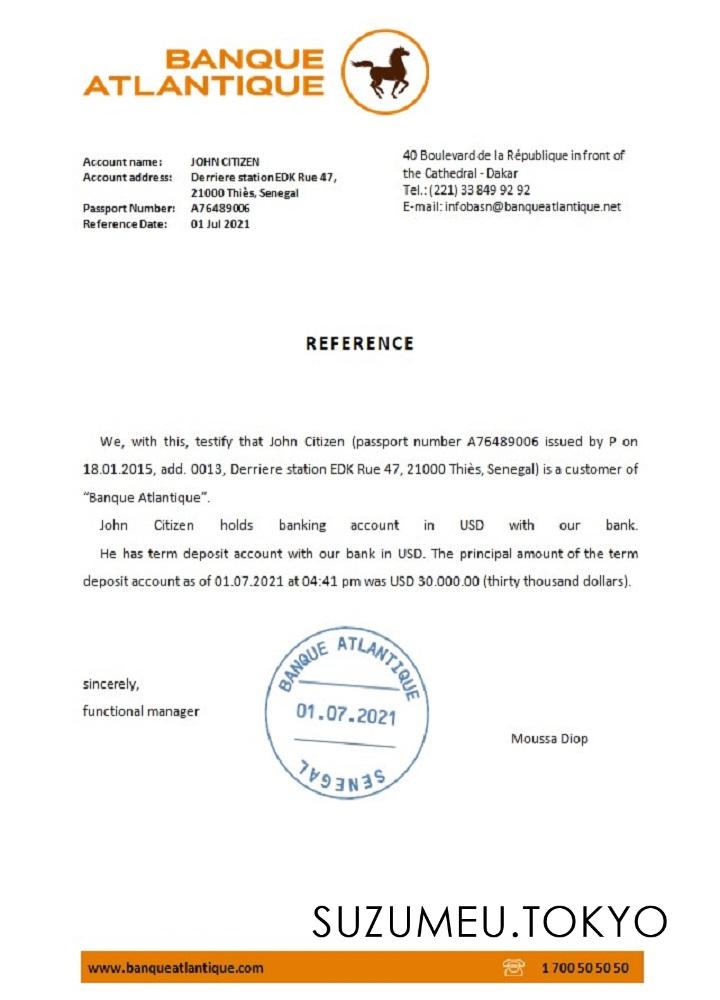 BANQUE
ATLANTIQUE
Account name: JOHN CITIZEN
Account address: Derriere station EDK Rue 47,
21000 Thiès, Senegal
Passport Number: A76489006
Reference Date: 01 Jul 2021
40 Boulevard de la République in front of
the Cathedral - Dakar
Tel.: (221) 33 849 92 92
E-mail: infobasn@banqueatlantique.net
REFERENCE
We, with this, testify that John Citizen (passport number A76489006 issued by P on
18.01.2015, add. 0013, Derriere station EDK Rue 47, 21000 Thiès, Senegal) is a customer of
“Banque Atlantique”.
John Citizen holds banking account in USD with our bank.
He has term deposit account with our bank in USD. The principal amount of the term
deposit account as of 01.07.2021 at 04:41 pm was USD 30.000.00 (thirty thousand dollars).
sincerely,
functional manager
BANQUE ATLANTIQUE
01.07.2021
SENEGAL
Moussa Diop
SUZUMEU.TOKYO
www.banqueatlantique.com 1 700 50 50 50